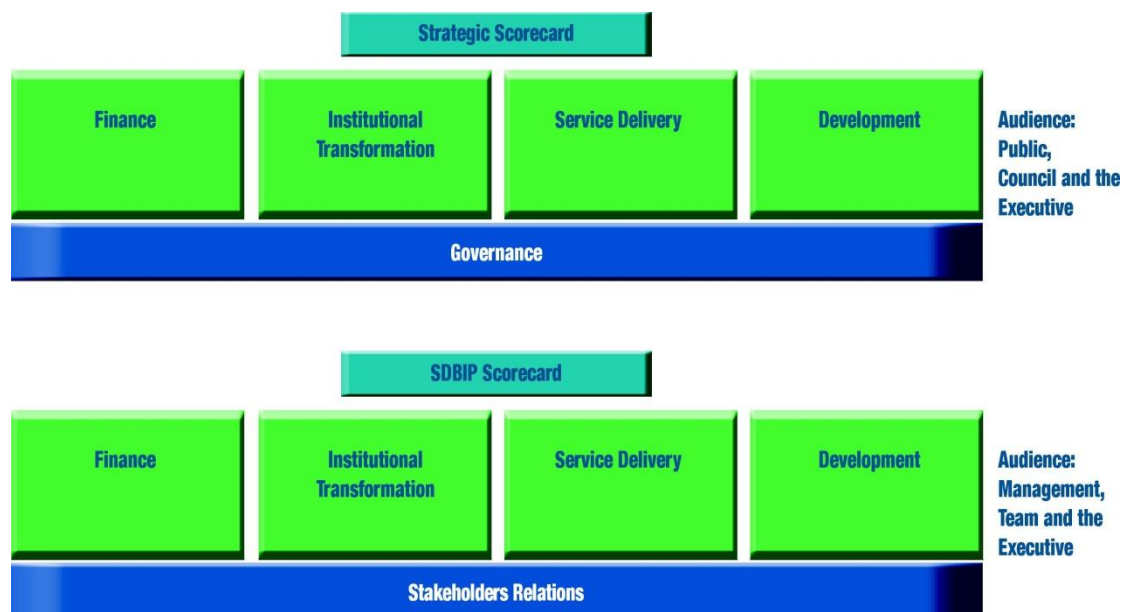 Strategic Scorecard
Finance
Institutional
Transformation
Service Delivery
Development
Audience:
Public,
Council and the
Executive
Governance
SDBIP Scorecard
Finance
Institutional
Transformation
Service Delivery
Development
Audience:
Management,
Team and the
Executive
Stakeholders Relations